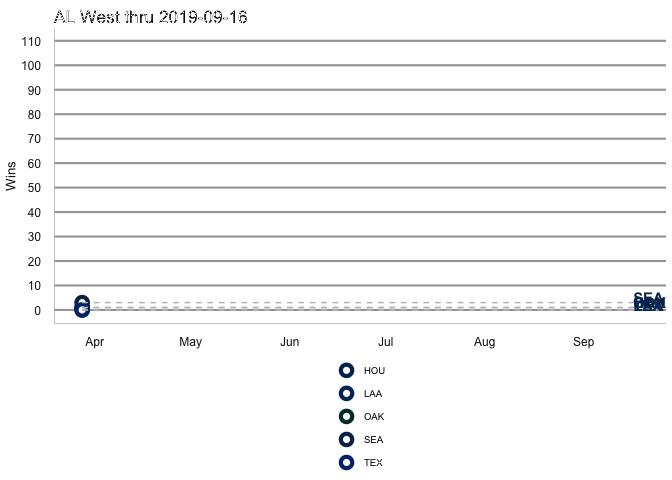 AL West thru 2019-09-16
110
100
90
80
70
60
50
40
30
20
10
0
Wins
SEA
Apr May Jun Jul Aug Sep
HOU
LAA
OAK
SEA
TEX